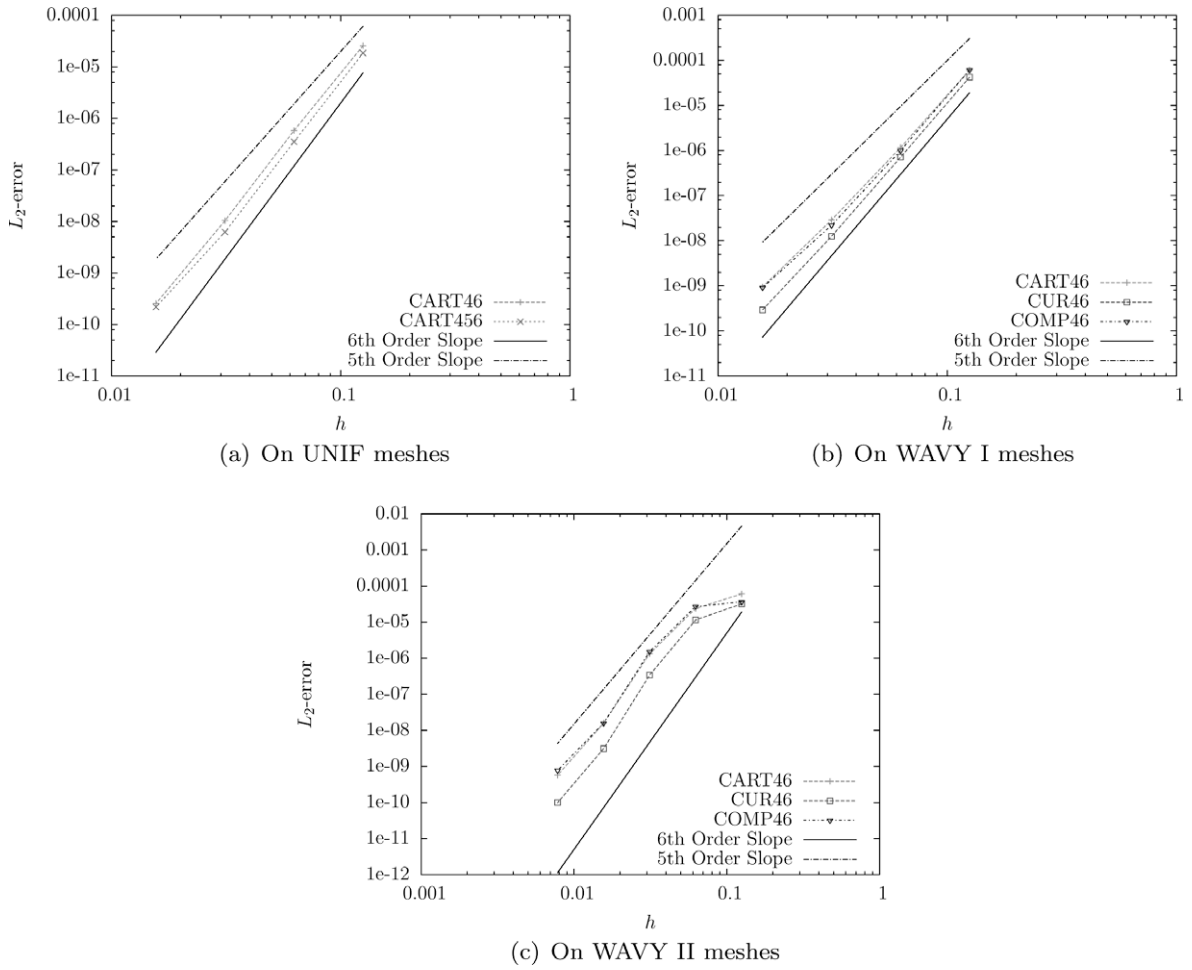 0.0001
1e-05
1e-06
1e-07
1e-08
1e-09
1e-10
1e-11
L2-error
0.01
0.1
1
h
CART46
CART456
6th Order Slope
5th Order Slope
(a) On UNIF meshes
0.001
0.0001
1e-05
1e-06
1e-07
1e-08
1e-09
1e-10
1e-11
L2-error
0.01
0.1
1
h
CART46
CUR46
COMP46
6th Order Slope
5th Order Slope
(b) On WAVY I meshes
0.01
0.001
0.0001
1e-05
1e-06
1e-07
1e-08
1e-09
1e-10
1e-11
1e-12
L2-error
0.001
0.01
0.1
1
h
CART46
CUR46
COMP46
6th Order Slope
5th Order Slope
(c) On WAVY II meshes